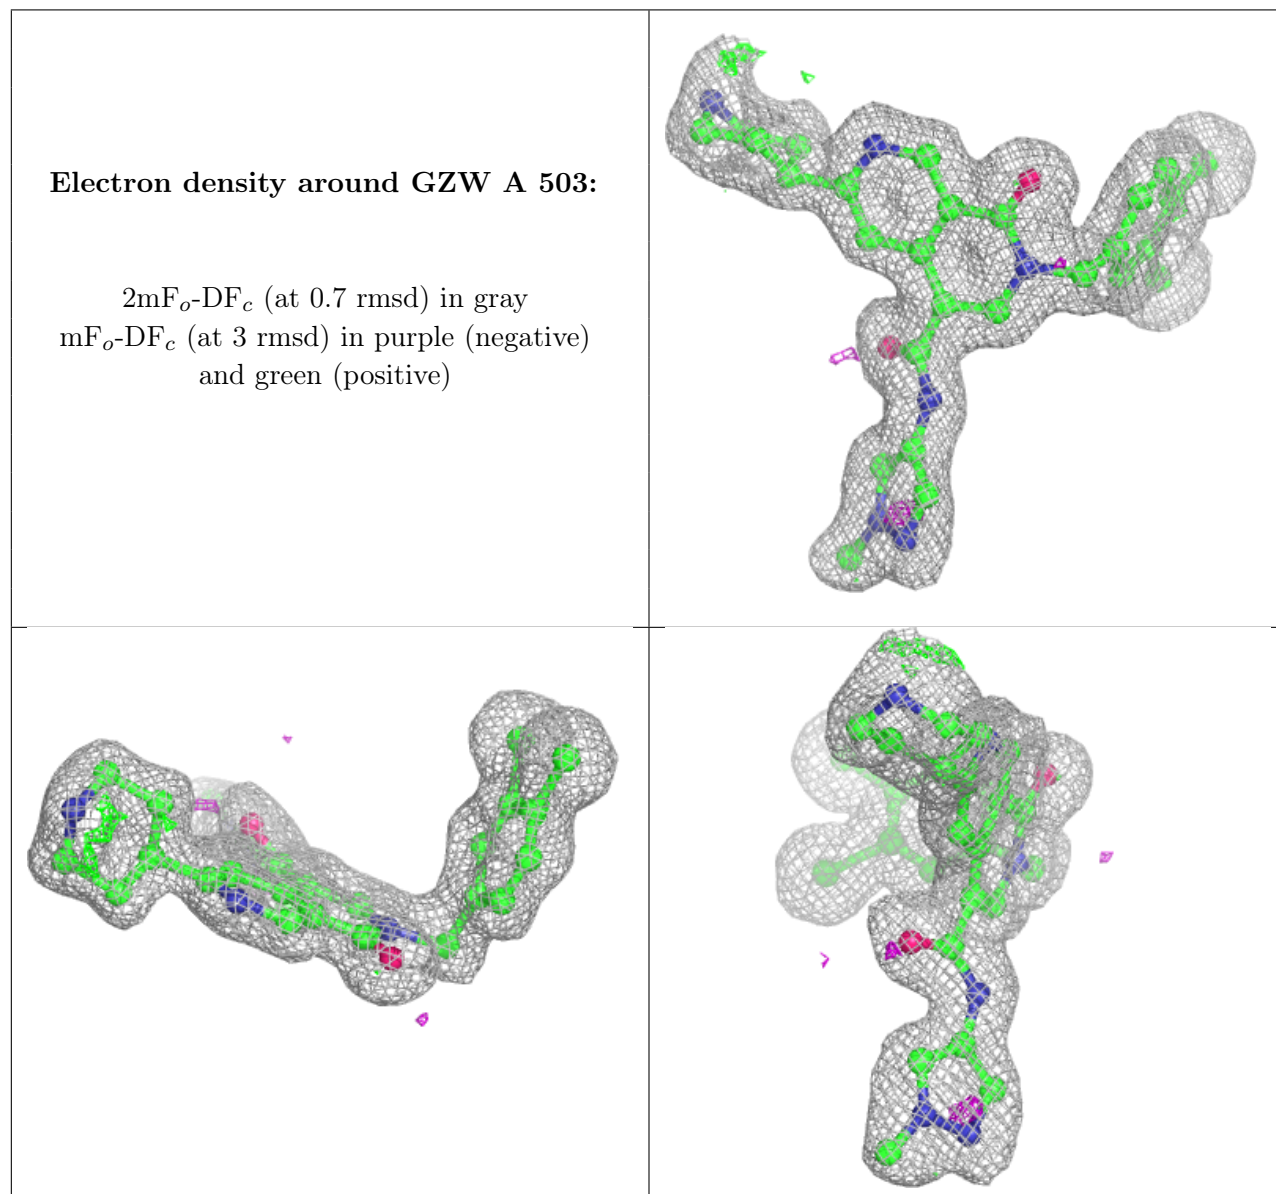 Electron density around GZW A 503:
2mFo-DFc (at 0.7 rmsd) in gray
mFo-DFc (at 3 rmsd) in purple (negative)
and green (positive)